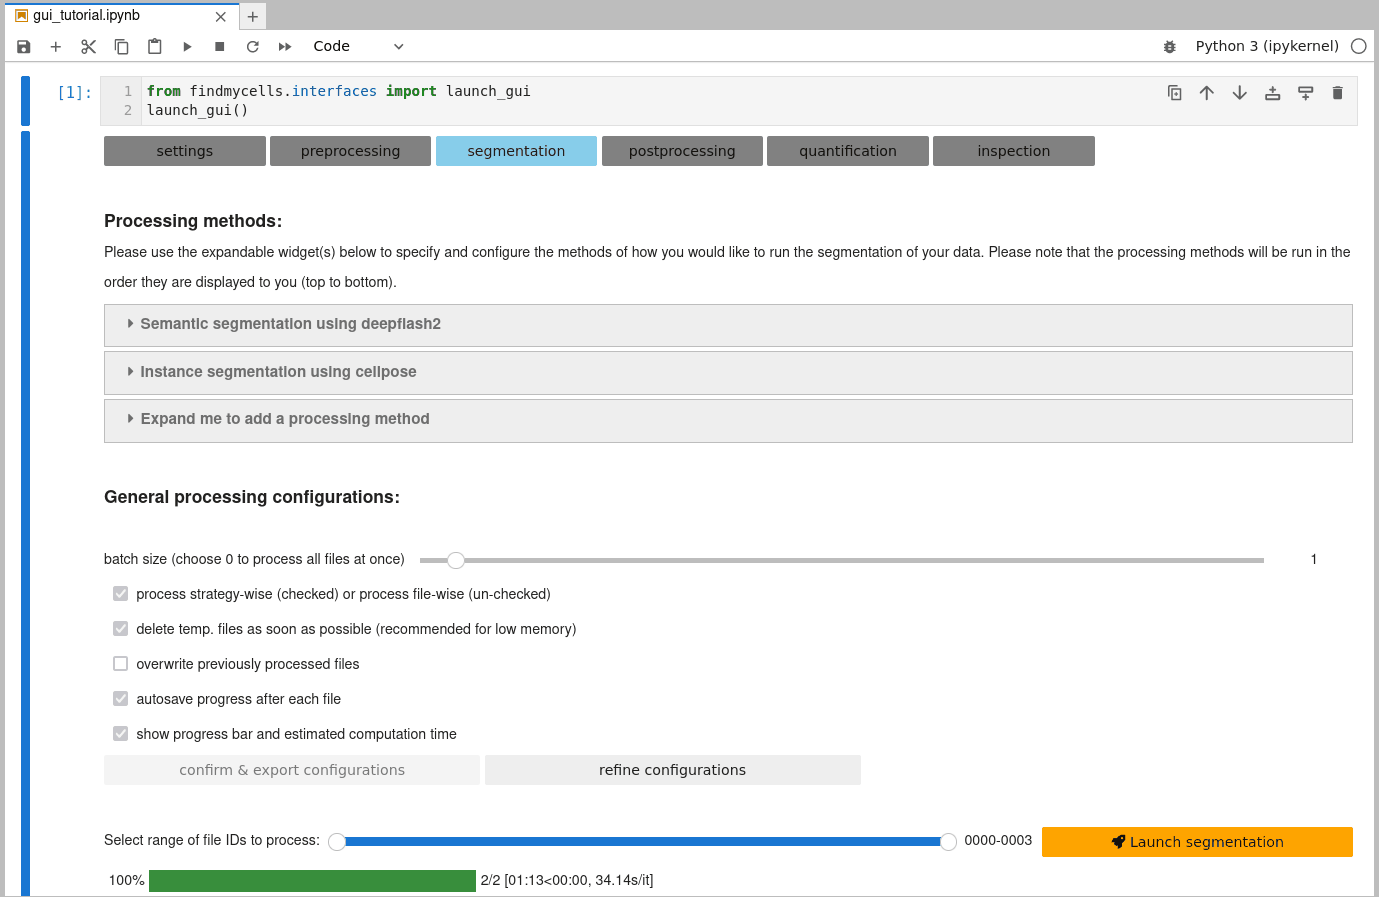 gui_tutorial.ipynb
Code
Python 3 (ipykernel)
[1]:
1 from findmycells.interfaces import launch_gui
2 launch_gui()
settings preprocessing segmentation postprocessing quantification inspection
Processing methods:
Please use the expandable widget(s) below to specify and configure the methods of how you would like to run the segmentation of your data. Please note that the processing methods will be run in the
order they are displayed to you (top to bottom).
Semantic segmentation using deepflash2
Instance segmentation using cellpose
Expand me to add a processing method
General processing configurations:
batch size (choose 0 to process all files at once) 1
process strategy-wise (checked) or process file-wise (un-checked)
delete temp. files as soon as possible (recommended for low memory)
overwrite previously processed files
autosave progress after each file
show progress bar and estimated computation time
confirm & export configurations refine configurations
Select range of file IDs to process: 0000-0003 Launch segmentation
100% 2/2 [01:13<00:00, 34.14s/it]